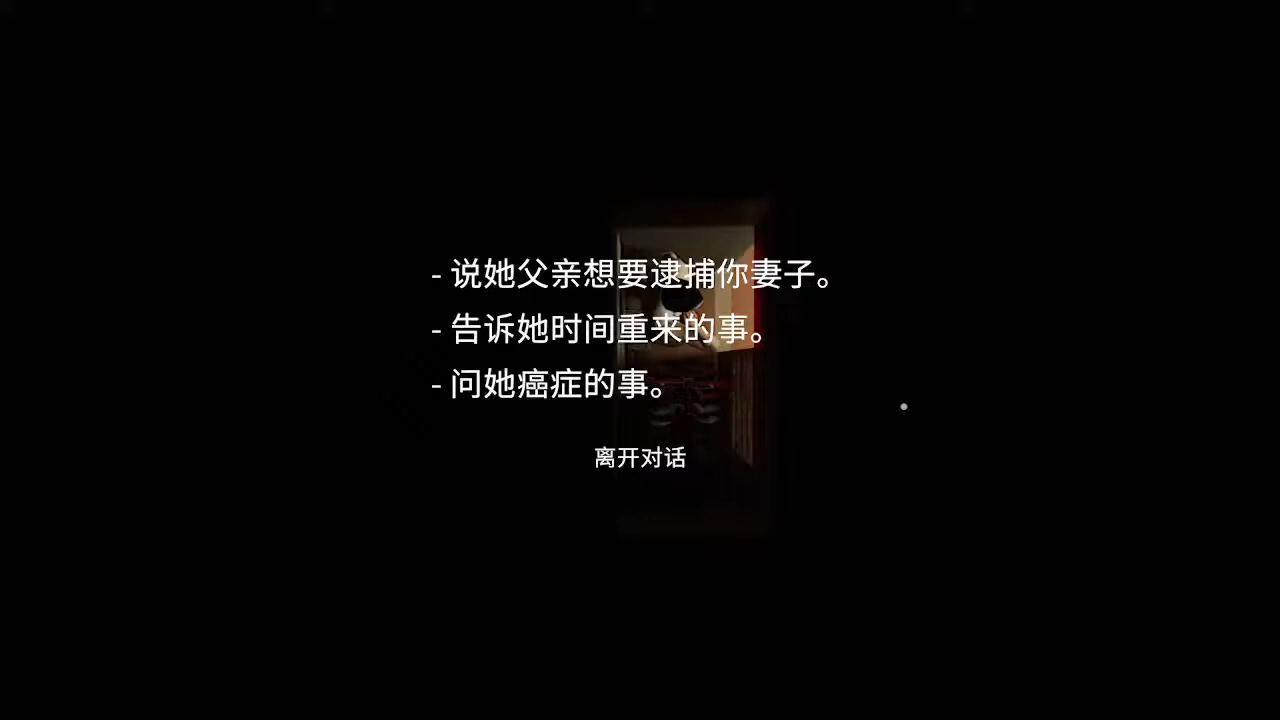 - 说她父亲想要逮捕你妻子。
- 告诉她时间重来的事。
- 问她癌症的事。
离开对话